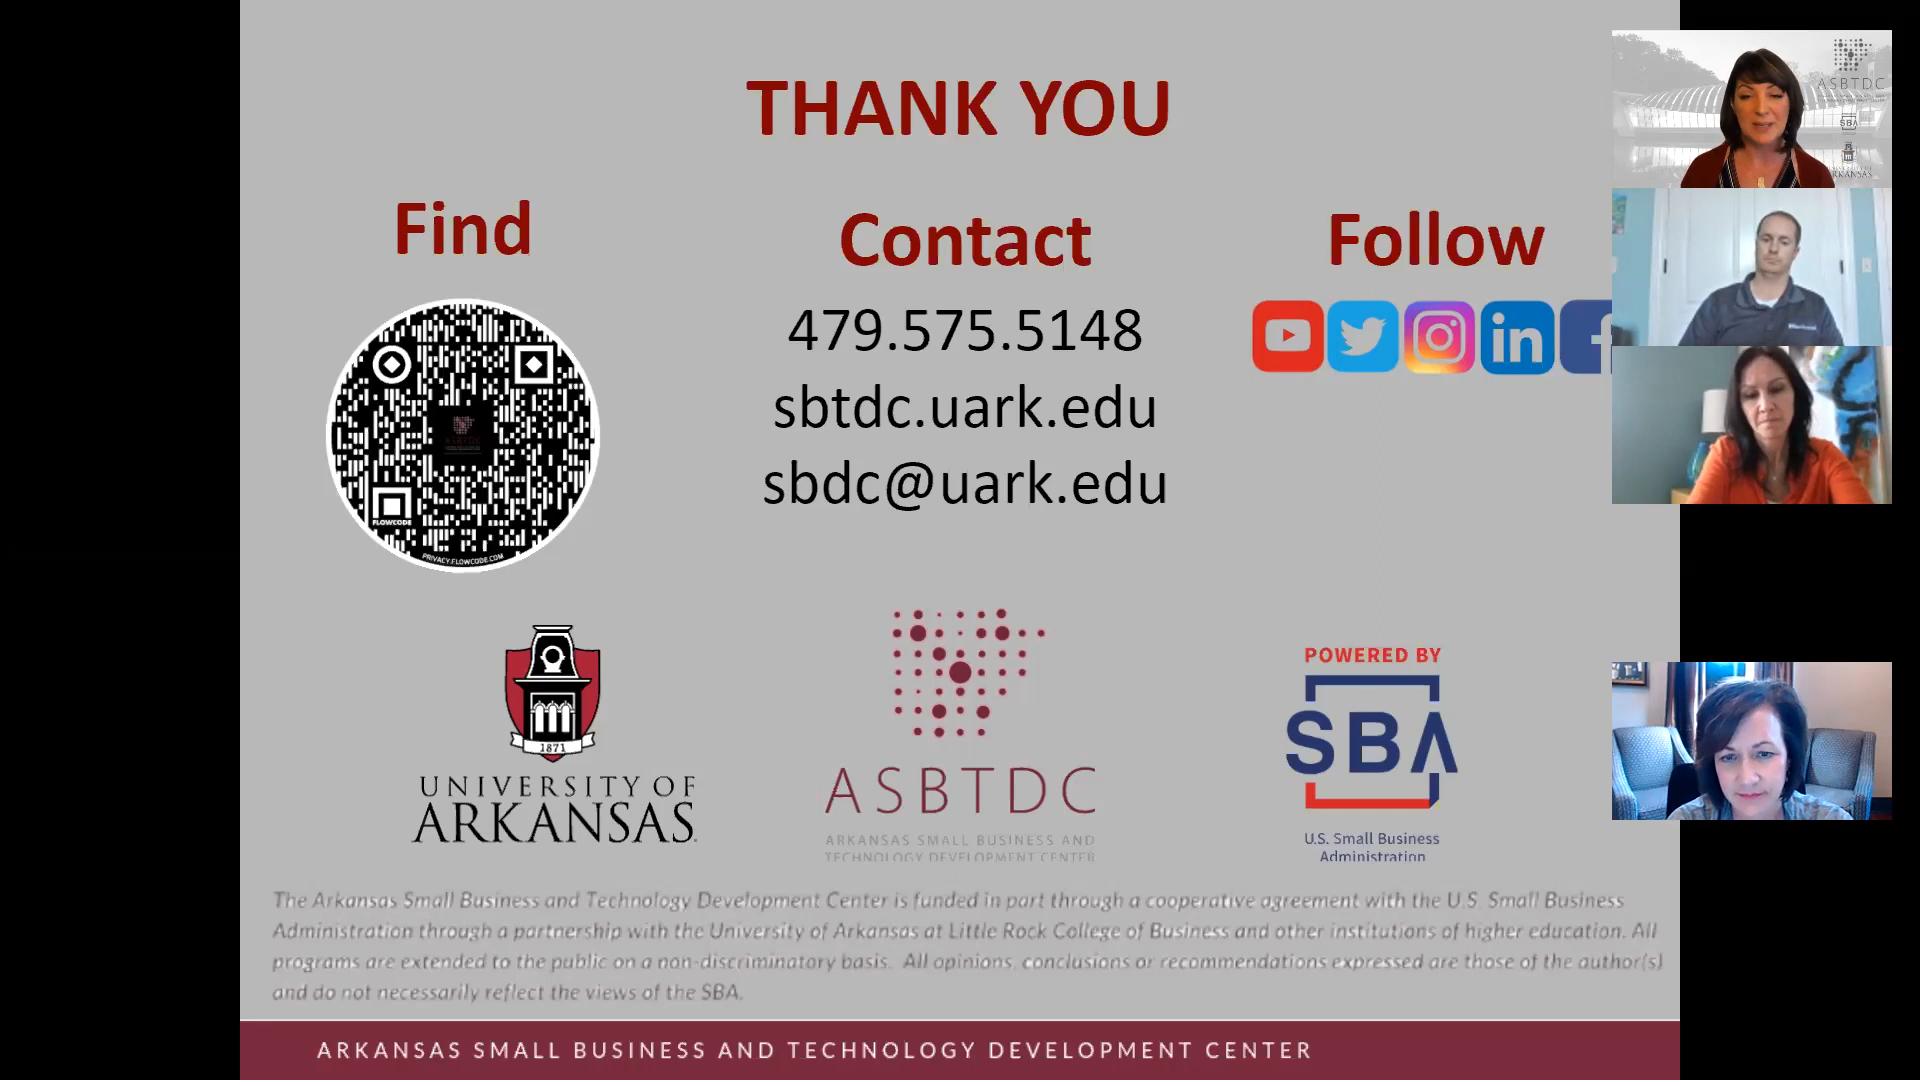 THANK YOU
Find
Contact
Follow
479.575.5148
sbtdc.uark.edu
sbdc@uark.edu
in
f
FLOWCODE
PRIVACY.FLOWCODE.COM
ASBTDC
ASBTDC
SBA
ARKANSAS
1871
UNIVERSITY OF
ARKANSAS
ASBTDC
ARKANSAS SMALL BUSINESS AND
TECHNOLOGY DEVELOPMENT CENTER
POWERED BY
SBA
U.S. Small Business
Administration
The Arkansas Small Business and Technology Development Center is funded in part through a cooperative agreement with the U.S. Small Business
Administration through a partnership with the University of Arkansas at Little Rock College of Business and other institutions of higher education. All
programs are extended to the public on a non-discriminatory basis. All opinions, conclusions or recommendations expressed are those of the author(s)
and do not necessarily reflect the views of the SBA.
ARKANSAS SMALL BUSINESS AND TECHNOLOGY DEVELOPMENT CENTER